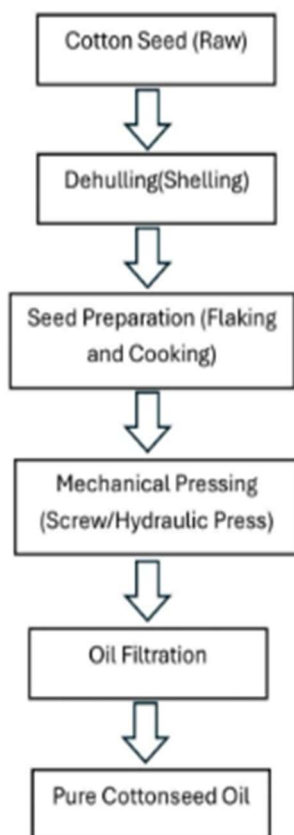 Cotton Seed (Raw)
Dehulling(Shelling)
Seed Preparation (Flaking
and Cooking)
Mechanical Pressing
(Screw/Hydraulic Press)
Oil Filtration
Pure Cottonseed Oil